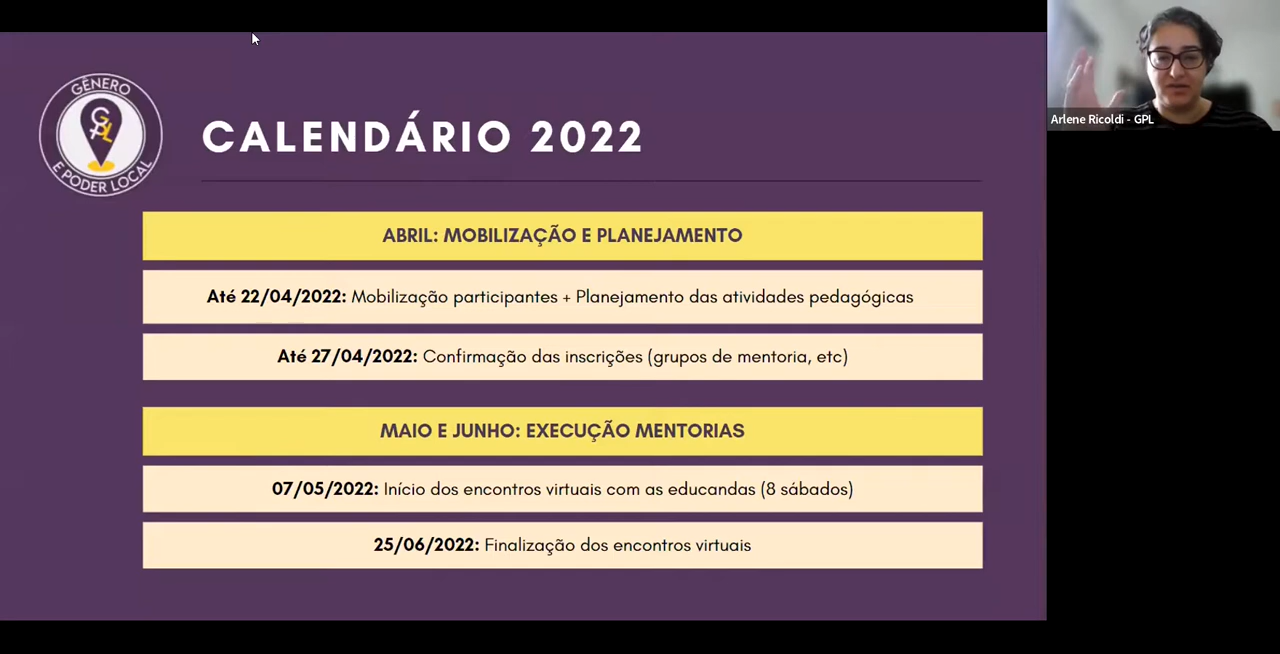 GÊNERO
GPL
E PODER LOCAL
CALENDÁRIO 2022
Arlene Ricoldi - GPL
ABRIL: MOBILIZAÇÃO E PLANEJAMENTO
Até 22/04/2022: Mobilização participantes + Planejamento das atividades pedagógicas
Até 27/04/2022: Confirmação das inscrições (grupos de mentoria, etc)
MAIO E JUNHO: EXECUÇÃO MENTORIAS
07/05/2022: Início dos encontros virtuais com as educandas (8 sábados)
25/06/2022: Finalização dos encontros virtuais